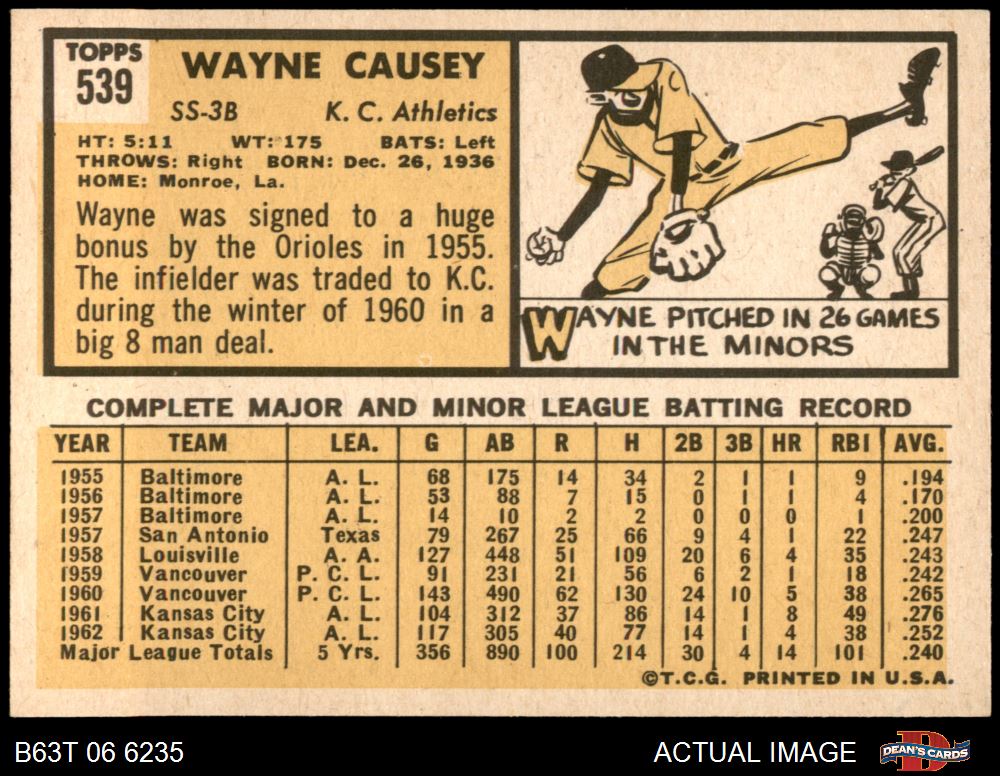 TOPPS
539
WAYNE CAUSEY
SS-3B K. C. Athletics
HT: 5:11 WT: 175 BATS: Left
THROWS: Right BORN: Dec. 26, 1936
HOME: Monroe, La.
Wayne was signed to a huge
bonus by the Orioles in 1955.
The infielder was traded to K.C.
during the winter of 1960 in a
big 8 man deal.
WAYNE PITCHED IN 26 GAMES
IN THE MINORS
COMPLETE MAJOR AND MINOR LEAGUE BATTING RECORD
YEAR TEAM LEA. G AB R H 2B 3B HR RBI AVG.
1955 Baltimore A. L. 68 175 14 34 2 1 1 9 .194
1956 Baltimore A. L. 53 88 7 15 0 1 1 4 .170
1957 Baltimore A. L. 14 10 2 2 0 0 0 1 .200
1957 San Antonio Texas 79 267 25 66 9 4 1 22 .247
1958 Louisville A. A. 127 448 51 109 20 6 4 35 .243
1959 Vancouver P. C. L. 91 231 21 56 6 2 1 18 .242
1960 Vancouver P. C. L. 143 490 62 130 24 10 5 38 .265
1961 Kansas City A. L. 104 312 37 86 14 1 8 49 .276
1962 Kansas City A. L. 117 305 40 77 14 1 4 38 .252
Major League Totals 5 Yrs. 356 890 100 214 30 4 14 101 .240
©T.C.G. PRINTED IN U.S.A.
B63T 06 6235 ACTUAL IMAGE DEAN'S CARDS